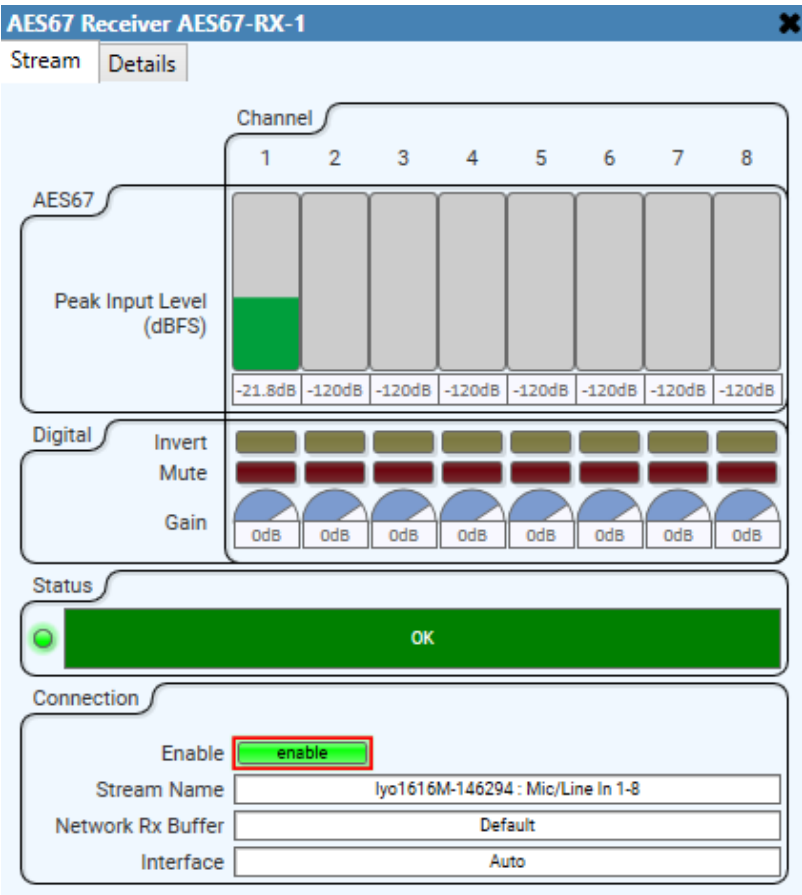 AES67 Receiver AES67-RX-1
Stream Details
Channel
1 2 3 4 5 6 7 8
AES67
Peak Input Level
(dBFS)
-21.8dB -120dB -120dB -120dB -120dB -120dB -120dB -120dB
Digital
Invert
Mute
Gain
0dB 0dB 0dB 0dB 0dB 0dB 0dB 0dB
Status
OK
Connection
Enable enable
Stream Name lyo1616M-146294 : Mic/Line In 1-8
Network Rx Buffer Default
Interface Auto